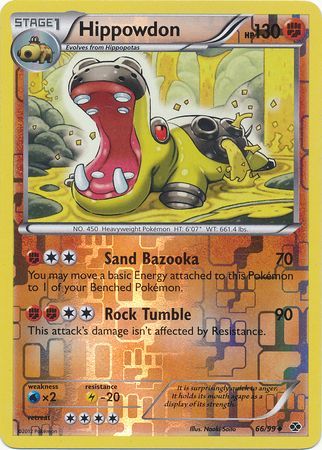 STAGE1
Hippowdon
HP130
Evolves from Hippopotas
NO. 450 Heavyweight Pokémon HT: 6'07" WT: 661.4 lbs.
Sand Bazooka 70
You may move a basic Energy attached to this Pokémon
to 1 of your Benched Pokémon.
Rock Tumble 90
This attack's damage isn't affected by Resistance.
weakness
×2
resistance
-20
retreat
It is surprisingly quick to anger.
It holds its mouth agape as a
display of its strength.
©2012 Pokémon
Illus. Naoki Saito
66/99